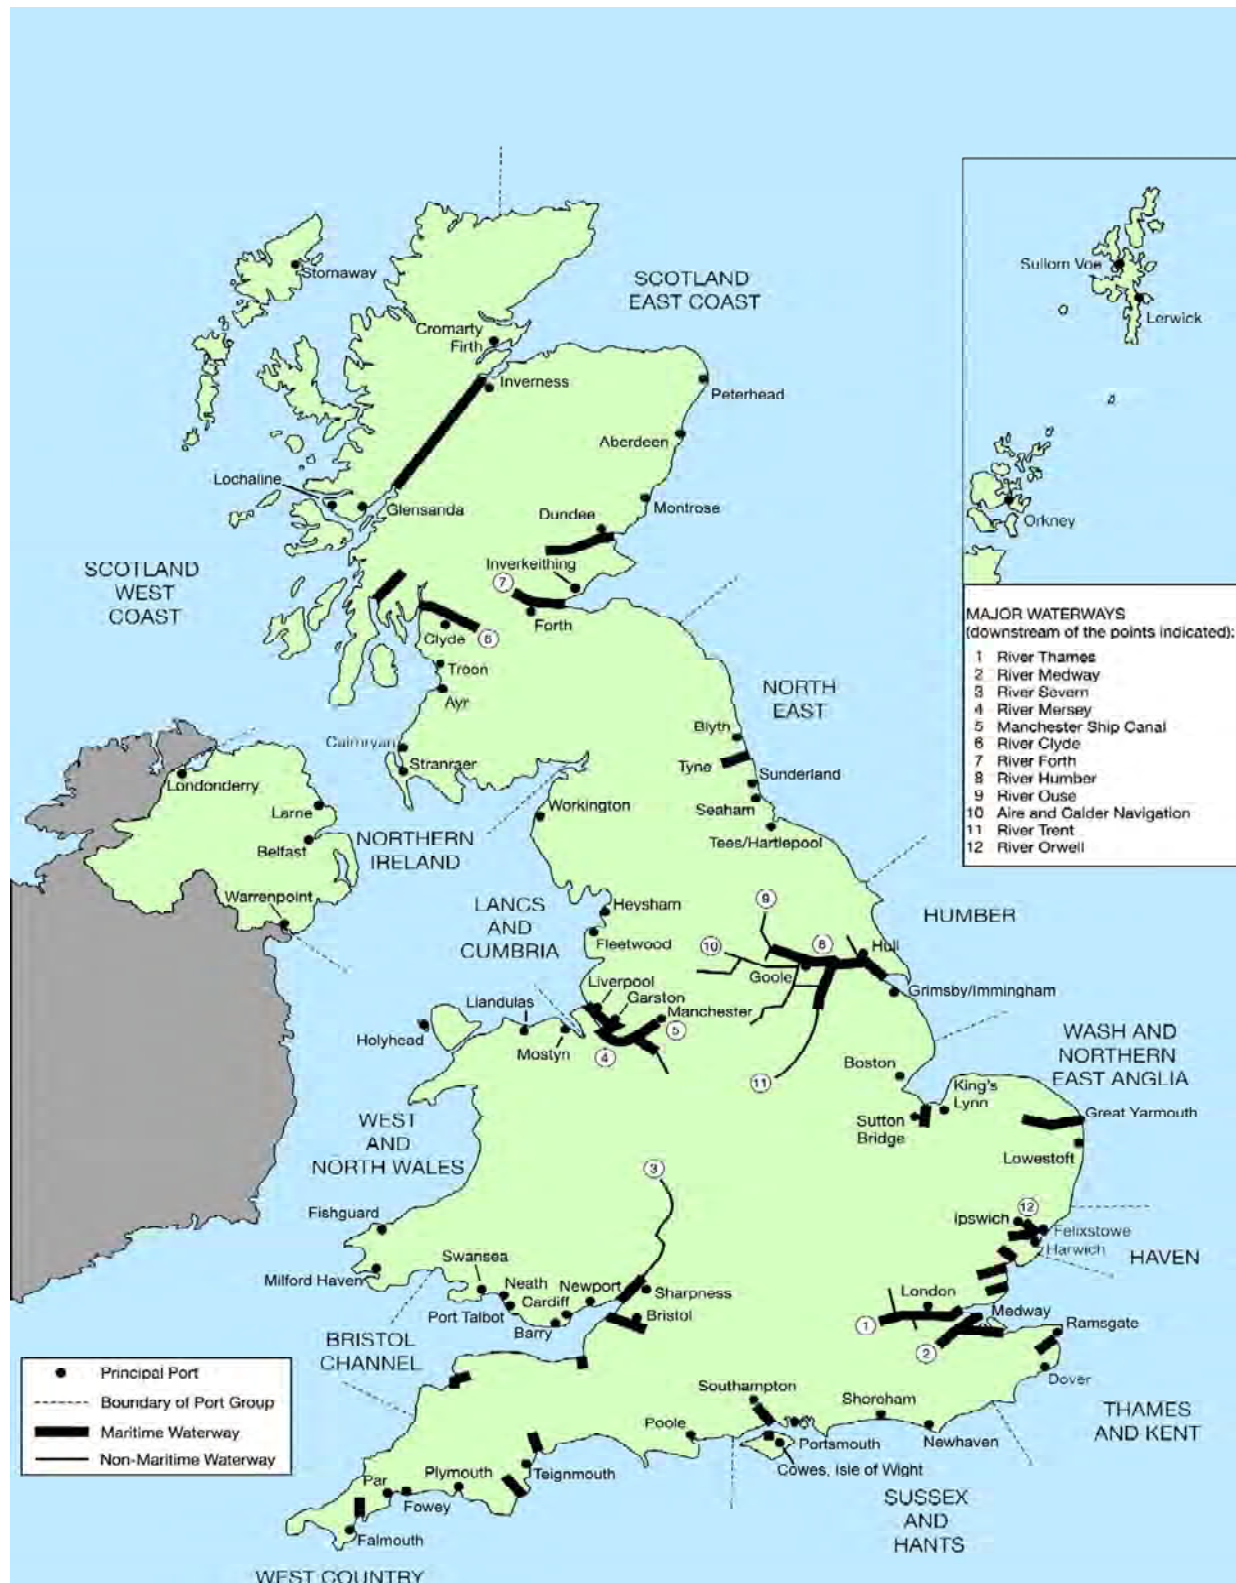 SCOTLAND
EAST COAST
Stornaway
Cromarty
Firth
Inverness
Peterhead
Aberdeen
Lochaline
Glensanda
Montrose
Dundee
Inverkeithing
SCOTLAND
WEST
COAST
7
Forth
Clyde
6
Troon
Ayr
Cairnryan
Stranraer
Sullom Voe
Lerwick
Orkney
MAJOR WATERWAYS
(downstream of the points indicated):
1 River Thames
2 River Medway
3 River Severn
4 River Mersey
5 Manchester Ship Canal
6 River Clyde
7 River Forth
8 River Humber
9 River Ouse
10 Aire and Calder Navigation
11 River Trent
12 River Orwell
NORTH
EAST
Blyth
Tyne
Sunderland
Seaham
Tees/Hartlepool
Workington
Londonderry
Larne
Belfast
Warrenpoint
NORTHERN
IRELAND
LANCS
AND
CUMBRIA
Heysham
Fleetwood
9
10
8
Hull
Goole
HUMBER
Grimsby/Immingham
Liverpool
Garston
Manchester
5
4
11
Llandulas
Mostyn
Holyhead
WASH AND
NORTHERN
EAST ANGLIA
Boston
King's
Lynn
Sutton
Bridge
Great Yarmouth
Lowestoft
WEST
AND
NORTH WALES
3
Fishguard
Milford Haven
Swansea
Neath
Port Talbot
Cardiff
Barry
Newport
Sharpness
Bristol
12
Ipswich
Felixstowe
Harwich
HAVEN
London
1
2
Medway
Ramsgate
Dover
BRISTOL
CHANNEL
THAMES
AND KENT
Southampton
Shoreham
Poole
Portsmouth
Newhaven
Cowes, Isle of Wight
SUSSEX
AND
HANTS
Plymouth
Teignmouth
Par
Fowey
Falmouth
WEST COUNTRY
Principal Port
Boundary of Port Group
Maritime Waterway
Non-Maritime Waterway